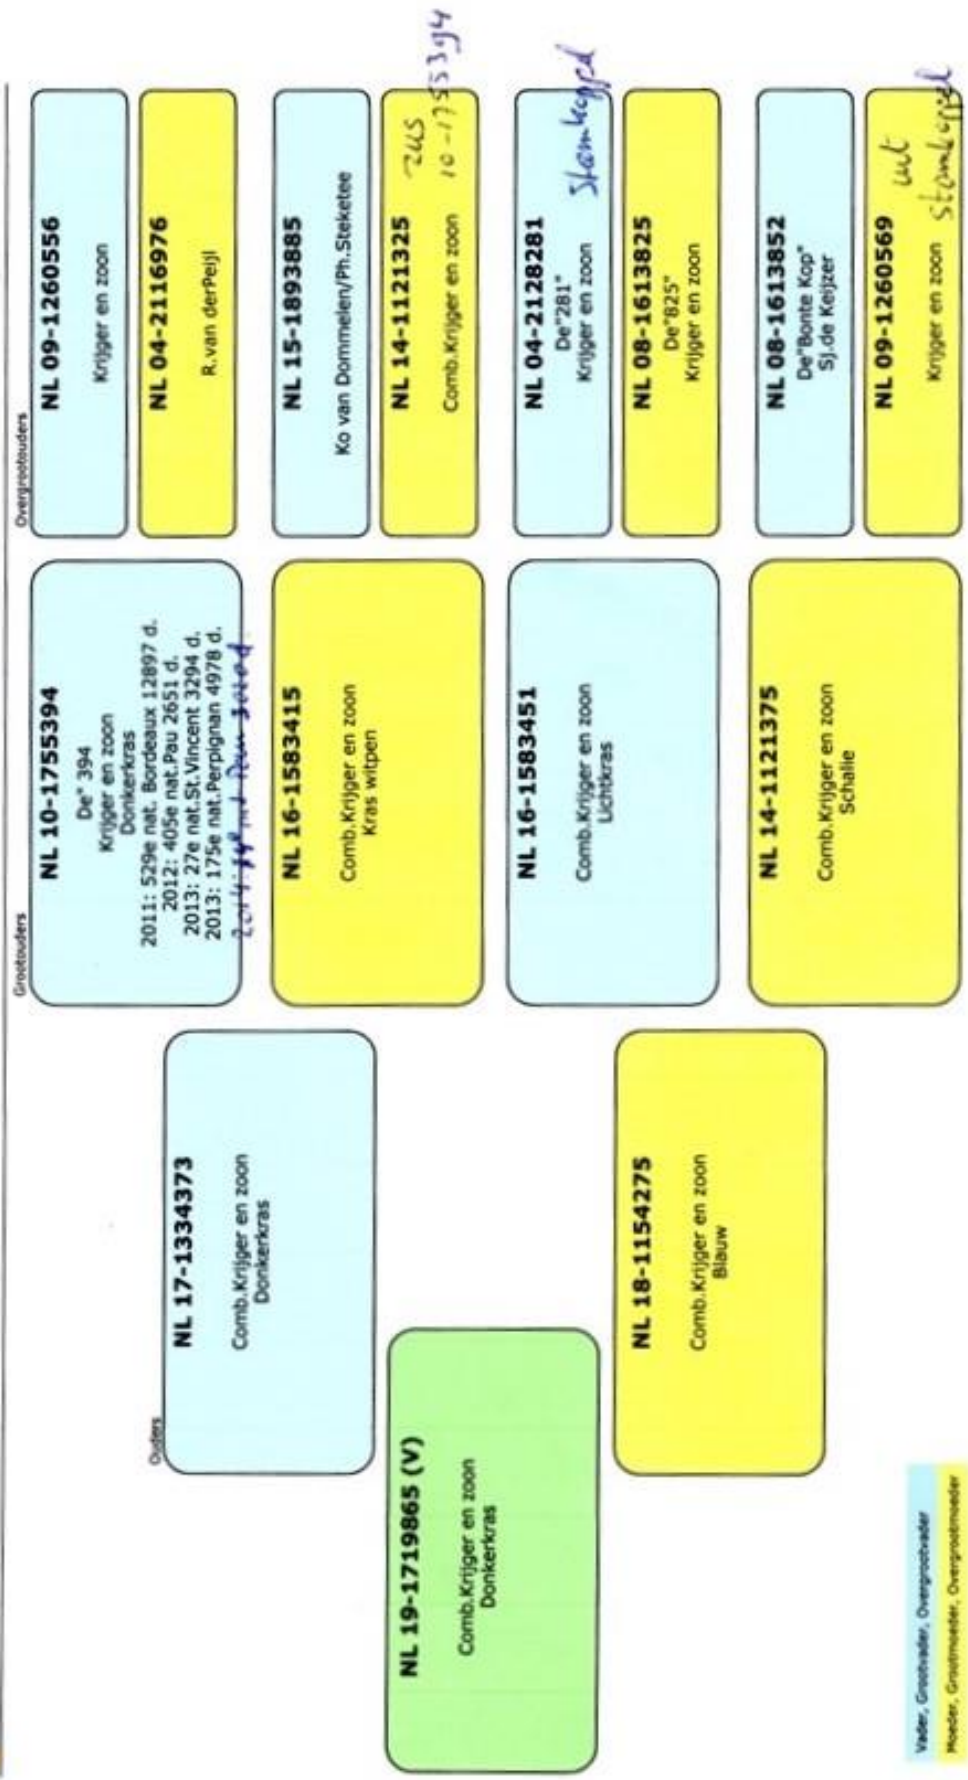 Ouders
Grootouders
Overgrootouders
NL 19-1719865 (V)
Comb.Krijger en zoon
Donkerkras
NL 17-1334373
Comb.Krijger en zoon
Donkerkras
NL 18-1154275
Comb.Krijger en zoon
Blauw
NL 10-1755394
De" 394
Krijger en zoon
Donkerkras
2011: 529e nat. Bordeaux 12897 d.
2012: 405e nat.Pau 2651 d.
2013: 27e nat.St.Vincent 3294 d.
2013: 175e nat.Perpignan 4978 d.
2014:
NL 16-1583415
Comb.Krijger en zoon
Kras witpen
NL 16-1583451
Comb.Krijger en zoon
Lichtkras
NL 14-1121375
Comb.Krijger en zoon
Schalie
NL 09-1260556
Krijger en zoon
NL 04-2116976
R.van derPeijl
NL 15-1893885
Ko van Dommelen/Ph.Steketee
NL 14-1121325
zus
Comb.Krijger en zoon 10-1755394
NL 04-2128281
De"281"
Krijger en zoon stamkoppel
NL 08-1613825
De"825"
Krijger en zoon
NL 08-1613852
De"Bonte Kop"
Sj.de Keijzer
NL 09-1260569
uit
Krijger en zoon stamkoppel
Vader, Grootvader, Overgrootvader
Moeder, Grootmoeder, Overgrootmoeder